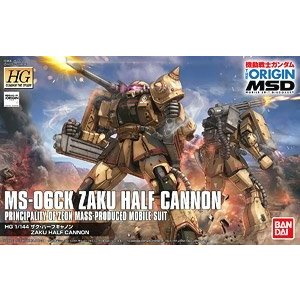 HG
機動戦士ガンダム
THE ORIGIN
MSD
MS-06CK ZAKU HALF CANNON
PRINCIPALITY OF ZEON MASS-PRODUCED MOBILE SUIT
HG 1/144 ザク・ハーフキャノン
ZAKU HALF CANNON
BAN
DAI